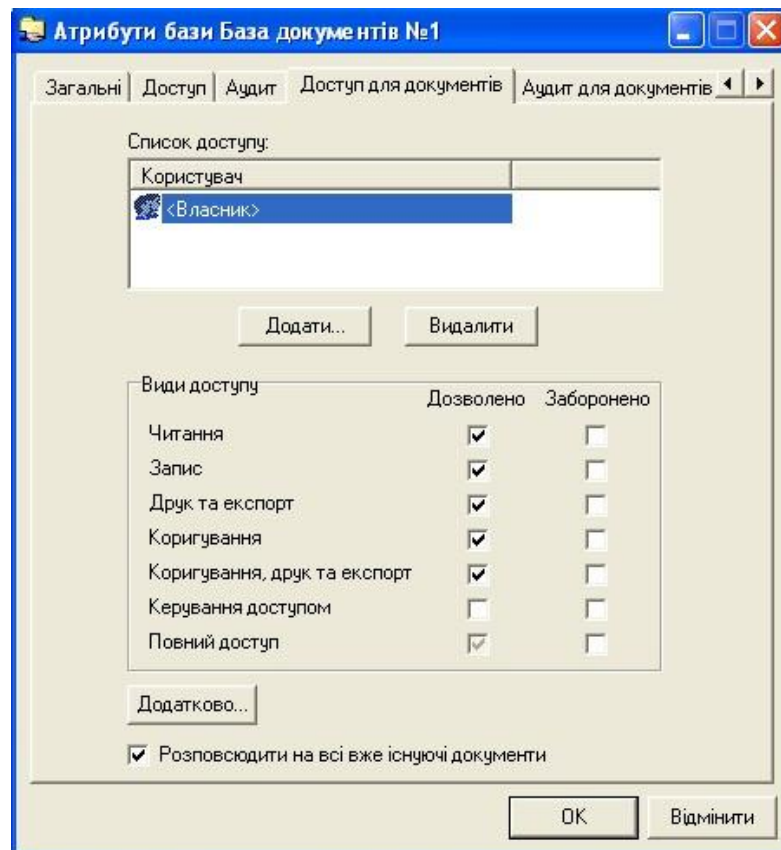 Атрибути бази База документів №1
Загальні Доступ Аудит Доступ для документів Аудит для документів
Список доступу:
Користувач
<Власник>
Додати... Видалити
Види доступу
Дозволено Заборонено
Читання
Запис
Друк та експорт
Коригування
Коригування, друк та експорт
Керування доступом
Повний доступ
Додатково...
Розповсюдити на всі вже існуючі документи
OK Відмінити